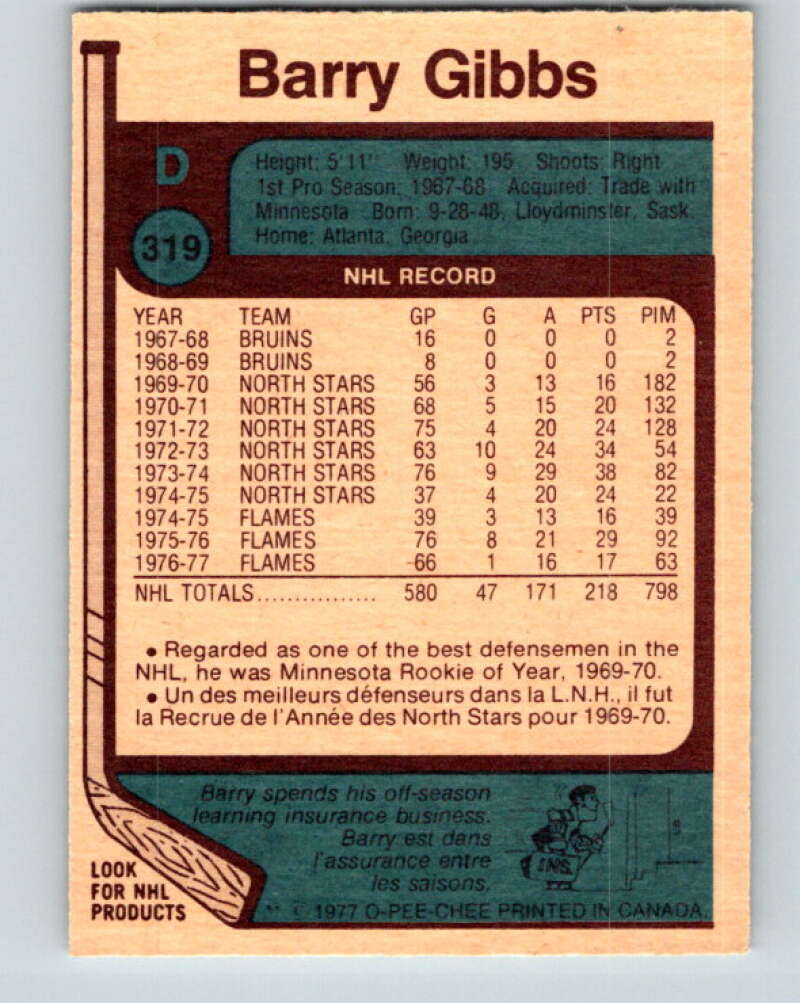 Barry Gibbs
D
319
Height: 5'11" Weight: 195 Shoots: Right
1st Pro Season: 1967-68 Acquired: Trade with
Minnesota Born: 9-28-48, Lloydminster, Sask.
Home: Atlanta, Georgia
NHL RECORD
YEAR TEAM GP G A PTS PIM
1967-68 BRUINS 16 0 0 0 2
1968-69 BRUINS 8 0 0 0 2
1969-70 NORTH STARS 56 3 13 16 182
1970-71 NORTH STARS 68 5 15 20 132
1971-72 NORTH STARS 75 4 20 24 128
1972-73 NORTH STARS 63 10 24 34 54
1973-74 NORTH STARS 76 9 29 38 82
1974-75 NORTH STARS 37 4 20 24 22
1974-75 FLAMES 39 3 13 16 39
1975-76 FLAMES 76 8 21 29 92
1976-77 FLAMES 66 1 16 17 63
NHL TOTALS................ 580 47 171 218 798
• Regarded as one of the best defensemen in the
NHL, he was Minnesota Rookie of Year, 1969-70.
• Un des meilleurs défenseurs dans la L.N.H., il fut
la Recrue de l'Année des North Stars pour 1969-70.
Barry spends his off-season
learning insurance business.
Barry est dans
l'assurance entre
les saisons.
INS.
LOOK
FOR NHL
PRODUCTS
© 1977 O-PEE-CHEE PRINTED IN CANADA